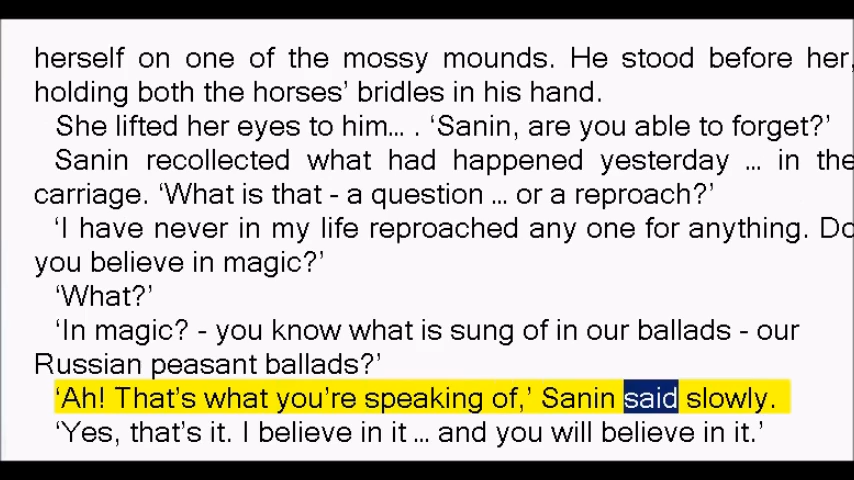 herself on one of the mossy mounds. He stood before her,
holding both the horses’ bridles in his hand.
She lifted her eyes to him... . ‘Sanin, are you able to forget?’
Sanin recollected what had happened yesterday ... in the
carriage. ‘What is that - a question ... or a reproach?’
‘I have never in my life reproached any one for anything. Do
you believe in magic?’
‘What?’
‘In magic? - you know what is sung of in our ballads - our
Russian peasant ballads?’
‘Ah! That’s what you’re speaking of,’ Sanin said slowly.
‘Yes, that’s it. I believe in it ... and you will believe in it.’